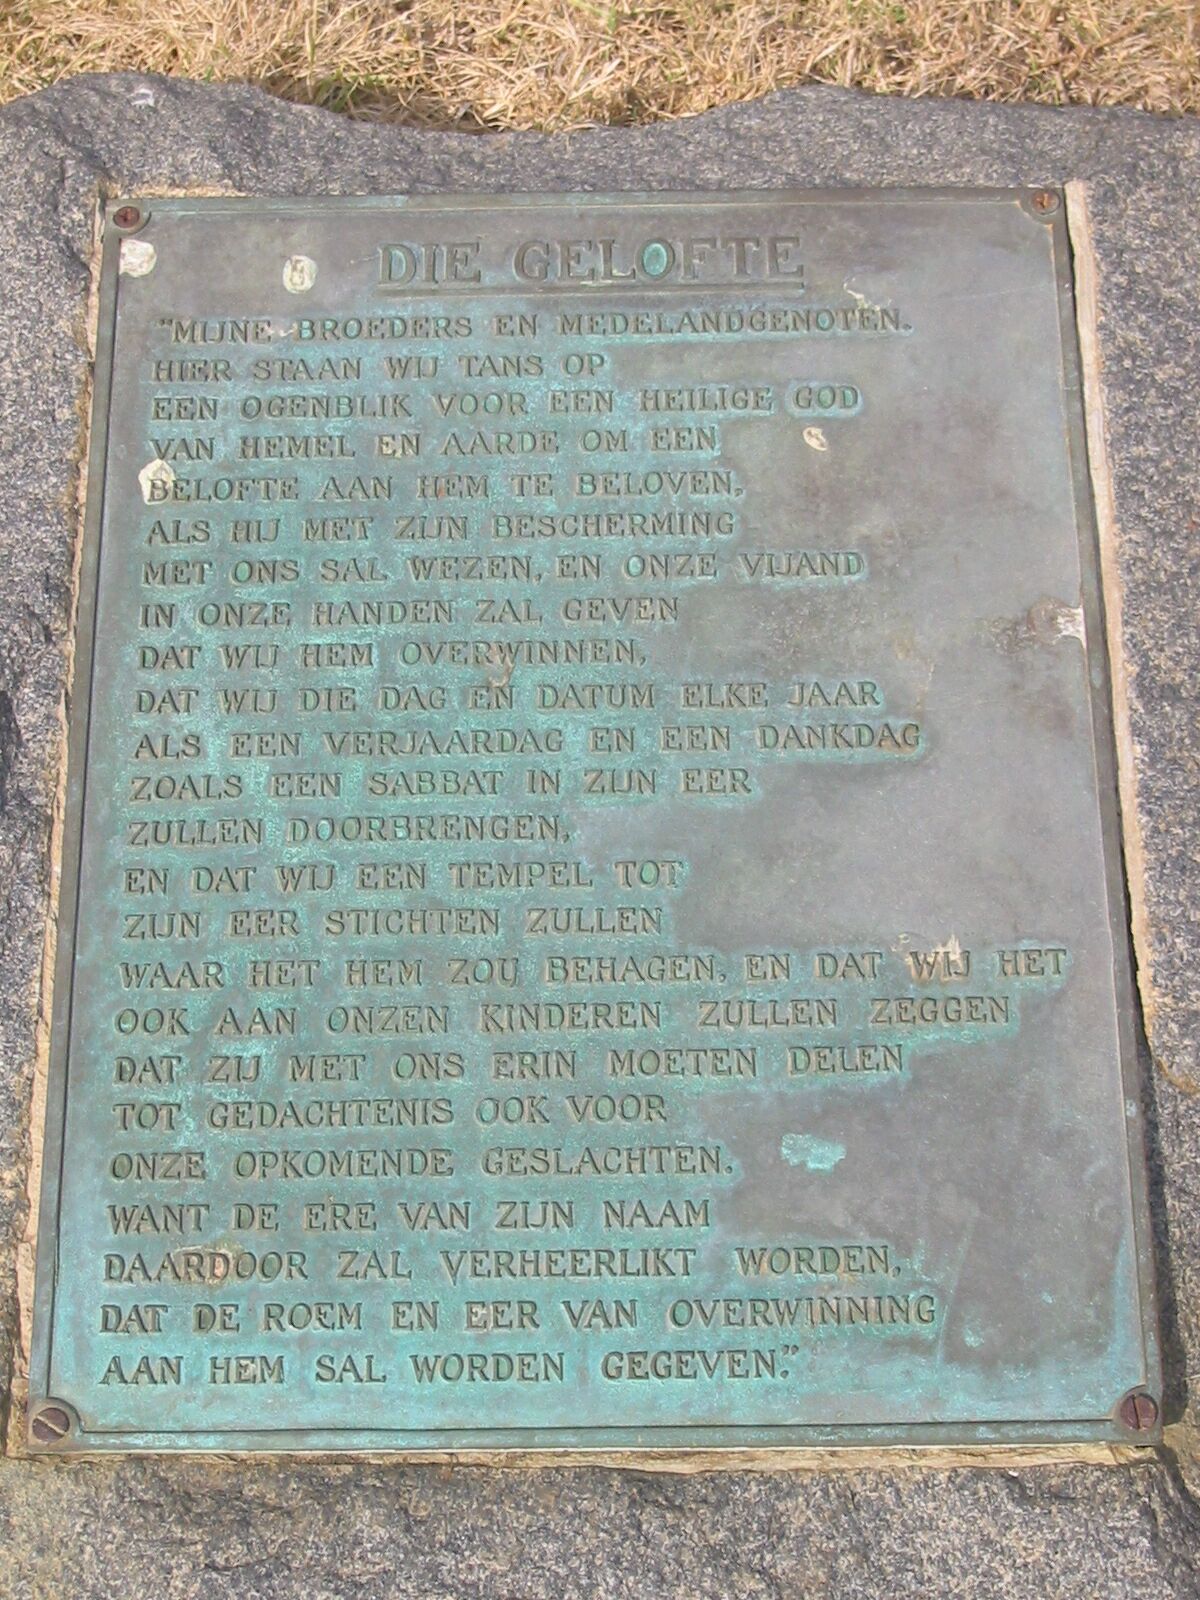 DIE GELOFTE
"MIJNE BROEDERS EN MEDELANDGENOTEN.
HIER STAAN WIJ TANS OP
EEN OGENBLIK VOOR EEN HEILIGE GOD
VAN HEMEL EN AARDE OM EEN
BELOFTE AAN HEM TE BELOVEN,
ALS HIJ MET ZIJN BESCHERMING
MET ONS SAL WEZEN, EN ONZE VIJAND
IN ONZE HANDEN ZAL GEVEN
DAT WIJ HEM OVERWINNEN,
DAT WIJ DIE DAG EN DATUM ELKE JAAR
ALS EEN VERJAARDAG EN EEN DANKDAG
ZOALS EEN SABBAT IN ZIJN EER
ZULLEN DOORBRENGEN,
EN DAT WIJ EEN TEMPEL TOT
ZIJN EER STICHTEN ZULLEN
WAAR HET HEM ZOU BEHAGEN, EN DAT WIJ HET
OOK AAN ONZEN KINDEREN ZULLEN ZEGGEN
DAT ZIJ MET ONS ERIN MOETEN DELEN
TOT GEDACHTENIS OOK VOOR
ONZE OPKOMENDE GESLACHTEN.
WANT DE ERE VAN ZIJN NAAM
DAARDOOR ZAL VERHEERLIKT WORDEN,
DAT DE ROEM EN EER VAN OVERWINNING
AAN HEM SAL WORDEN GEGEVEN."